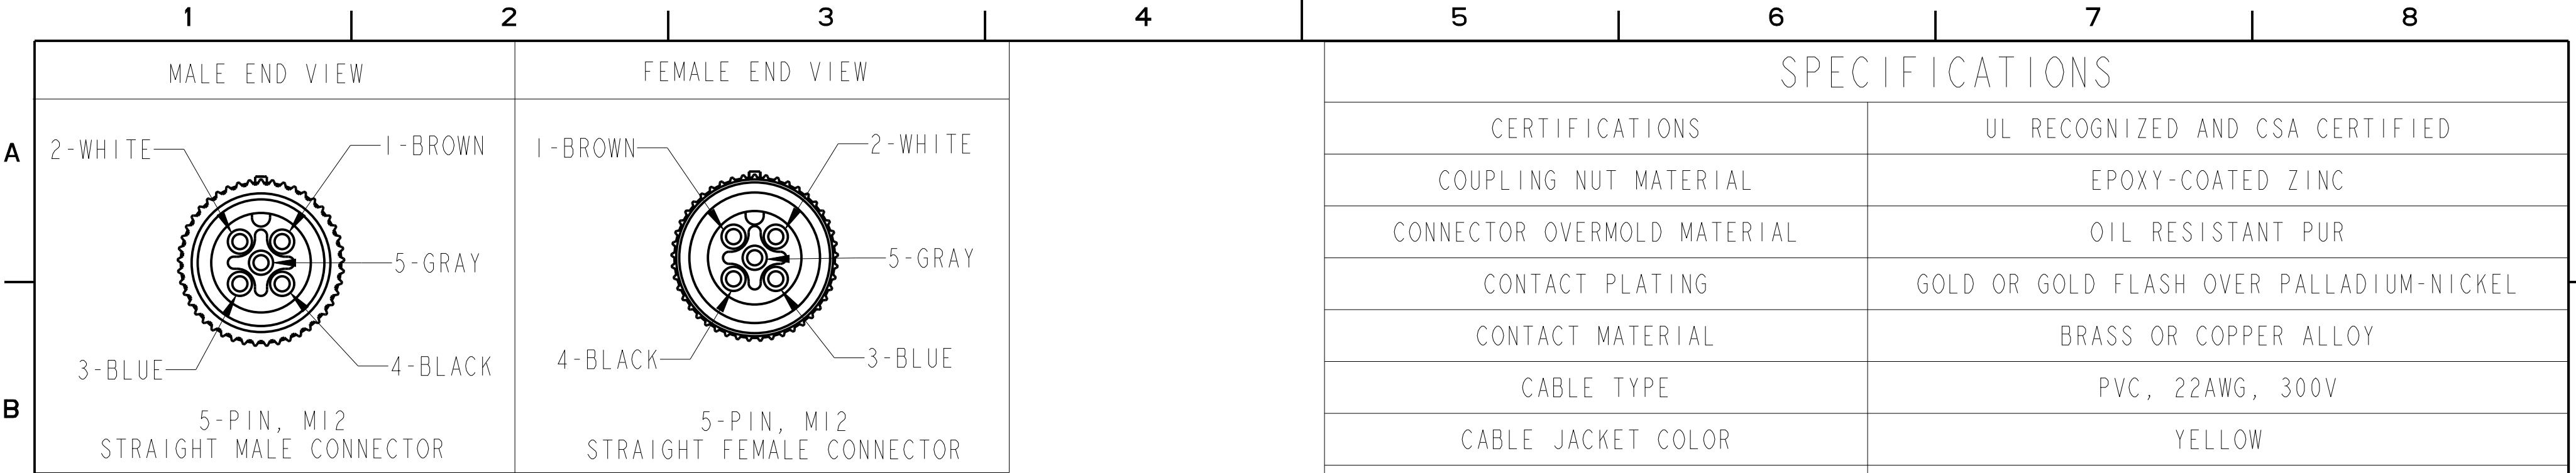 1 2 3 4 5 6 7 8
A
B
MALE END VIEW
2-WHITE
1-BROWN
5-GRAY
3-BLUE
4-BLACK
5-PIN, M12
STRAIGHT MALE CONNECTOR
FEMALE END VIEW
1-BROWN
2-WHITE
5-GRAY
4-BLACK
3-BLUE
5-PIN, M12
STRAIGHT FEMALE CONNECTOR
SPECIFICATIONS
CERTIFICATIONS UL RECOGNIZED AND CSA CERTIFIED
COUPLING NUT MATERIAL EPOXY-COATED ZINC
CONNECTOR OVERMOLD MATERIAL OIL RESISTANT PUR
CONTACT PLATING GOLD OR GOLD FLASH OVER PALLADIUM-NICKEL
CONTACT MATERIAL BRASS OR COPPER ALLOY
CABLE TYPE PVC, 22AWG, 300V
CABLE JACKET COLOR YELLOW